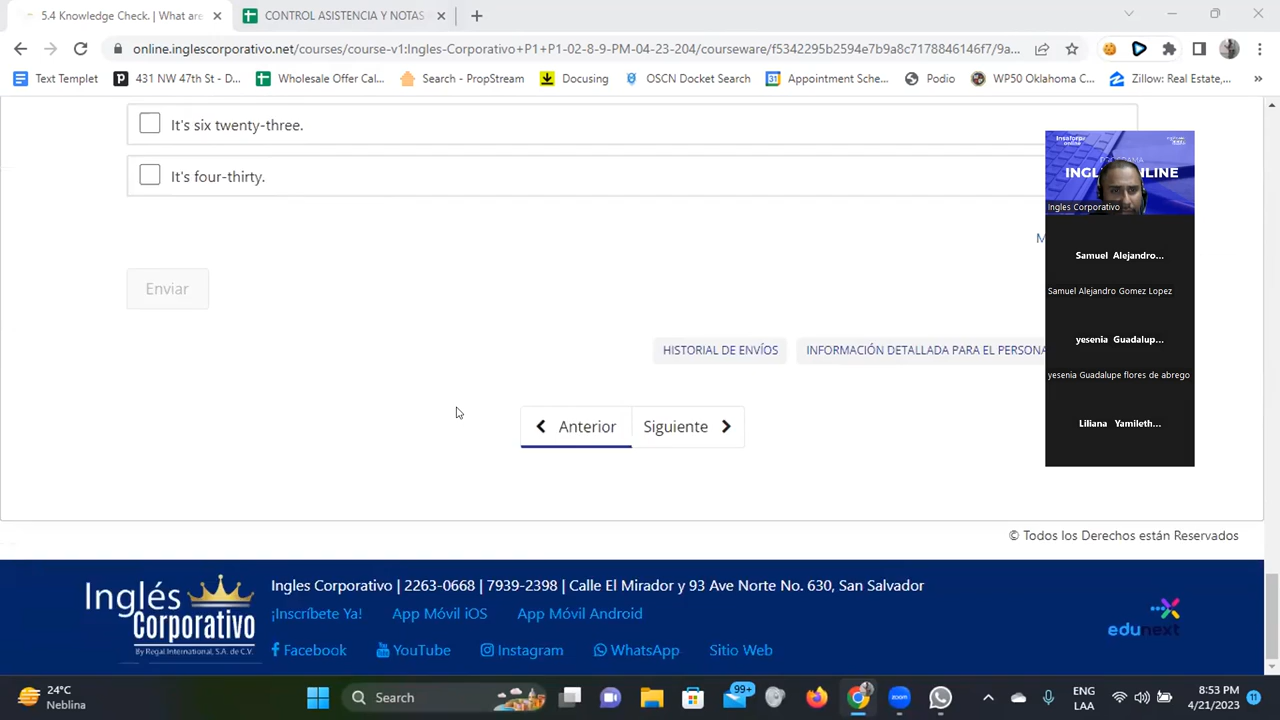 5.4 Knowledge Check. | What are
CONTROL ASISTENCIA Y NOTAS
online.inglescorporativo.net/courses/course-v1:Ingles-Corporativo+P1+P1-02-8-9-PM-04-23-204/courseware/f5342295b2594e7b9a8c7178846146f7/9a...
Text Templet
431 NW 47th St - D...
Wholesale Offer Cal...
Search - PropStream
Docusing
OSCN Docket Search
Appointment Sche...
Podio
WP50 Oklahoma C...
Zillow: Real Estate,...
It's six twenty-three.
It's four-thirty.
INGL NLINE
Ingles Corporativo
Samuel Alejandro...
Samuel Alejandro Gomez Lopez
yesenia Guadalup...
yesenia Guadalupe flores de abrego
Liliana Yamileth...
M
Enviar
HISTORIAL DE ENVÍOS
INFORMACIÓN DETALLADA PARA EL PERSONA
Anterior
Siguiente
© Todos los Derechos están Reservados
Inglés
Corporativo
By Regal International, S.A. de C.V.
Ingles Corporativo | 2263-0668 | 7939-2398 | Calle El Mirador y 93 Ave Norte No. 630, San Salvador
¡Inscríbete Ya!
App Móvil iOS
App Móvil Android
Facebook
YouTube
Instagram
WhatsApp
Sitio Web
edunext
24°C
Neblina
Search
99+
zoom
ENG
LAA
8:53 PM
4/21/2023
11